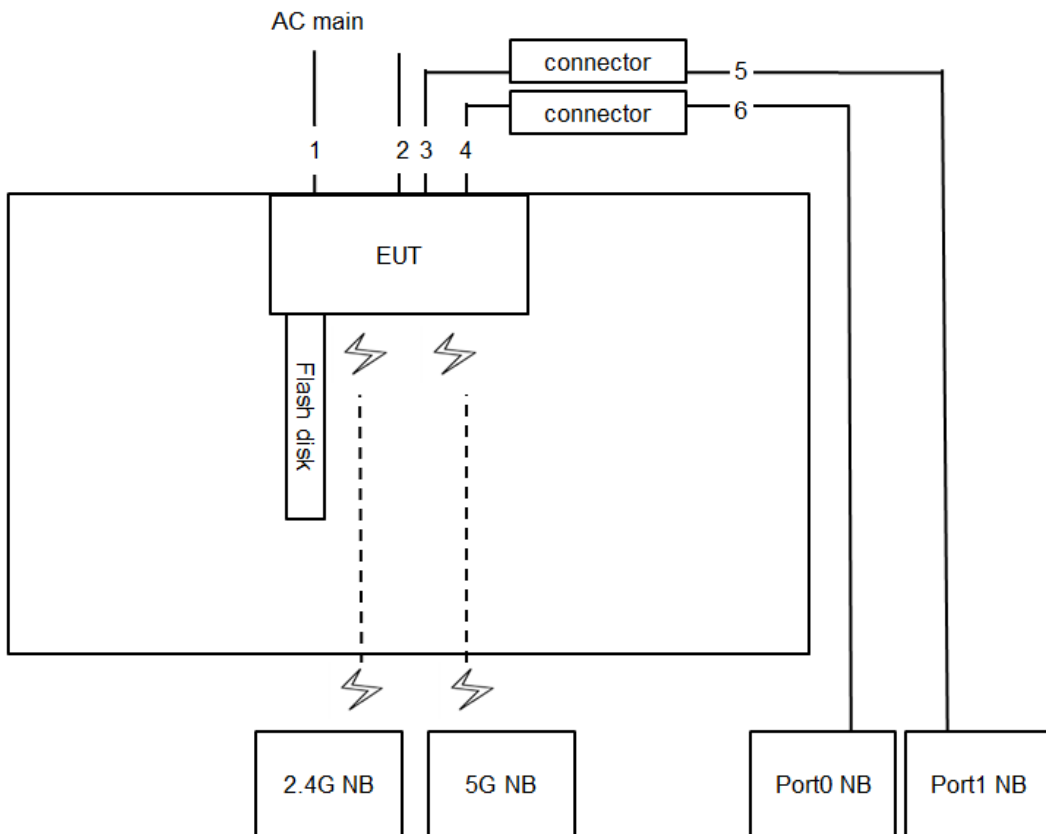 AC main
connector
5
connector
6
1
2
3
4
EUT
Flash disk
2.4G NB
5G NB
Port0 NB
Port1 NB